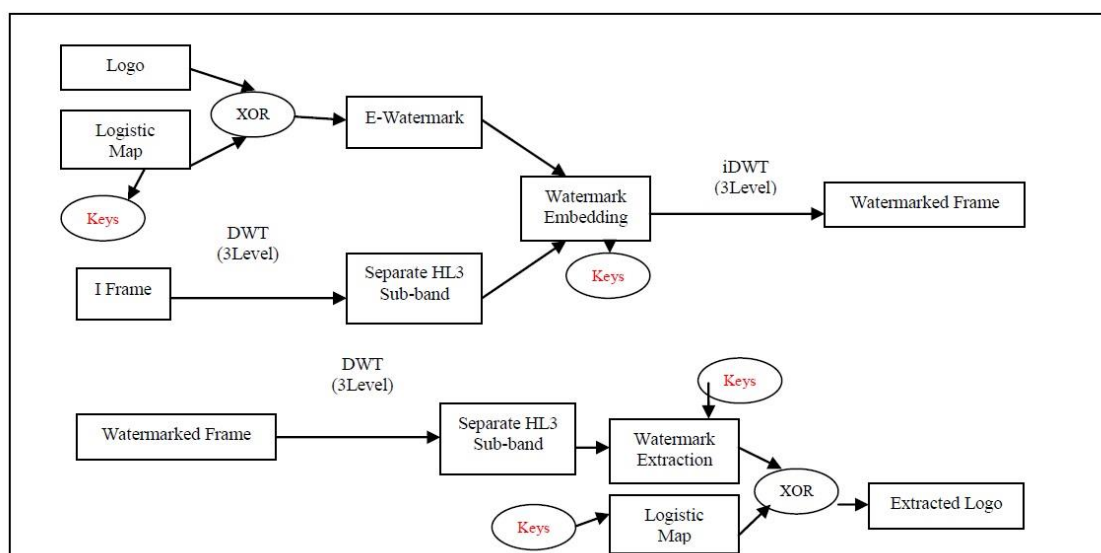 Logo
XOR
E-Watermark
Logistic
Map
Keys
iDWT
(3Level)
Watermark
Embedding
Watermarked Frame
DWT
(3Level)
Keys
I Frame
Separate HL3
Sub-band
DWT
(3Level)
Keys
Watermarked Frame
Separate HL3
Sub-band
Watermark
Extraction
XOR
Extracted Logo
Keys
Logistic
Map